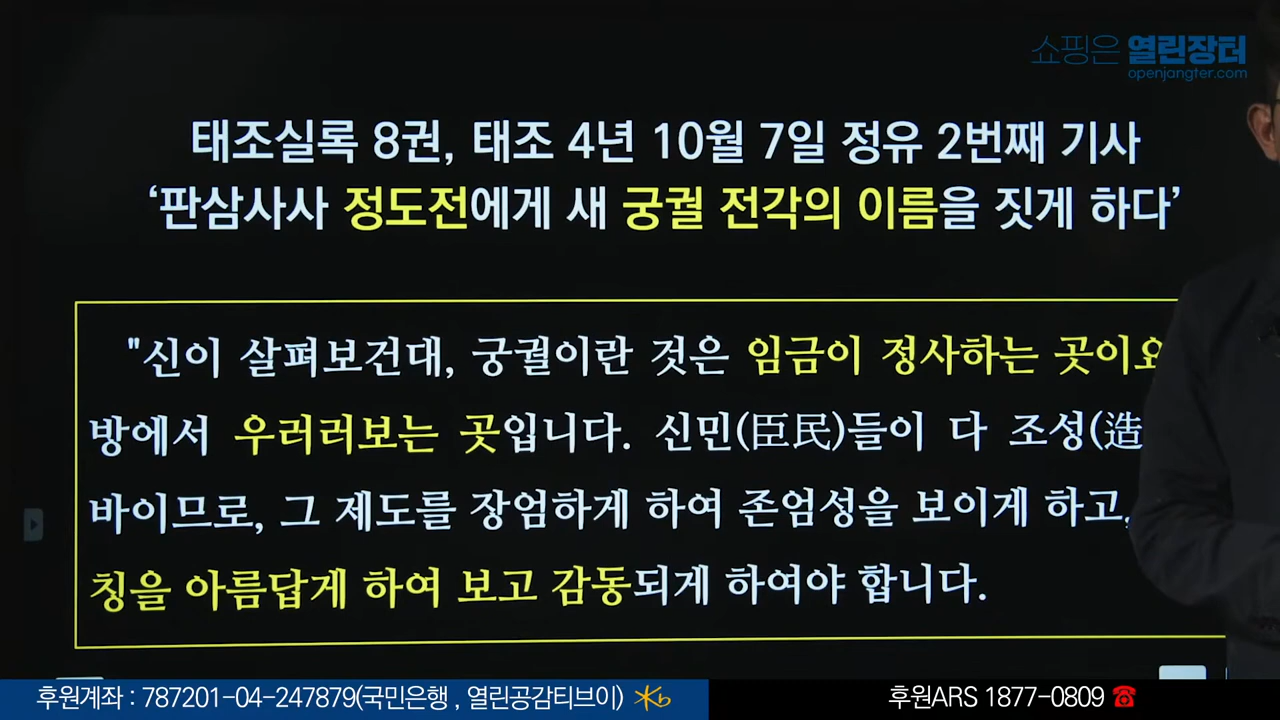 쇼핑은 열린장터
openjangter.com
태조실록 8권, 태조 4년 10월 7일 정유 2번째 기사
‘판삼사사 정도전에게 새 궁궐 전각의 이름을 짓게 하다’
"신이 살펴보건대, 궁궐이란 것은 임금이 정사하는 곳이요
방에서 우러러보는 곳입니다. 신민(臣民)들이 다 조성(造
바이므로, 그 제도를 장엄하게 하여 존엄성을 보이게 하고,
칭을 아름답게 하여 보고 감동되게 하여야 합니다.
후원계좌 : 787201-04-247879(국민은행 , 열린공감티브이) Kb 후원ARS 1877-0809